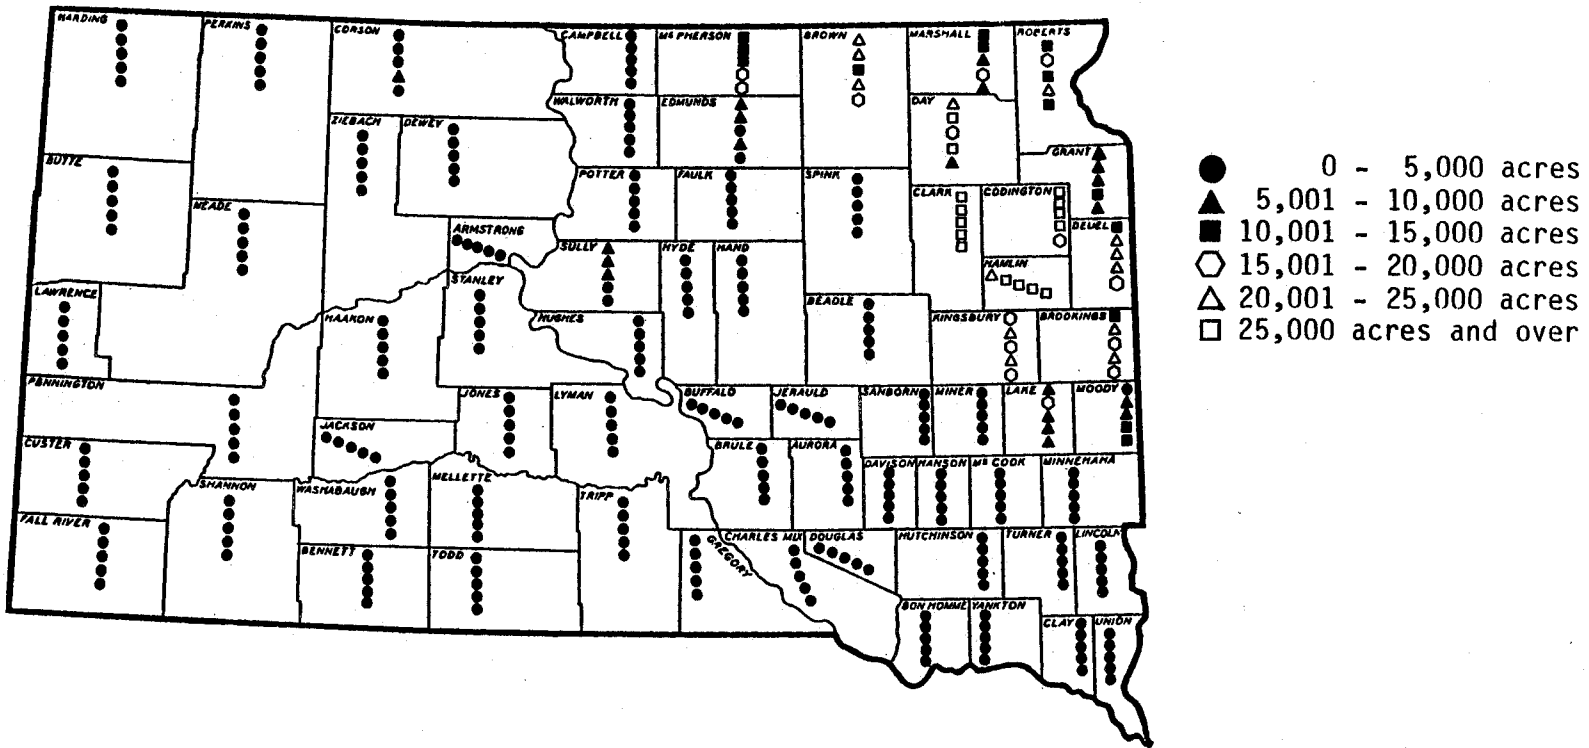 HARDING
PERKINS
CORSON
CAMPBELL
McPHERSON
BROWN
MARSHALL
ROBERTS
WALWORTH
EDMUNDS
DAY
ZIEBACH
DEWEY
GRANT
BUTTE
POTTER
FAULK
SPINK
CLARK
CODINGTON
MEADE
DEUEL
ARMSTRONG
SULLY
HYDE
HAND
HAMLIN
STANLEY
LAWRENCE
HAAKON
HUGHES
BEADLE
KINGSBURY
BROOKINGS
PENNINGTON
JONES
LYMAN
BUFFALO
JERAULD
SANBORN
MINER
LAKE
MOODY
JACKSON
CUSTER
BRULE
AURORA
DAVISON
HANSON
McCOOK
MINNEHAHA
SHANNON
WASHABAUGH
MELLETTE
TRIPP
FALL RIVER
BENNETT
TODD
GREGORY
CHARLES MIX
DOUGLAS
HUTCHINSON
TURNER
LINCOLN
BON HOMME
YANKTON
CLAY
UNION
0 - 5,000 acres
5,001 - 10,000 acres
10,001 - 15,000 acres
15,001 - 20,000 acres
20,001 - 25,000 acres
25,000 acres and over